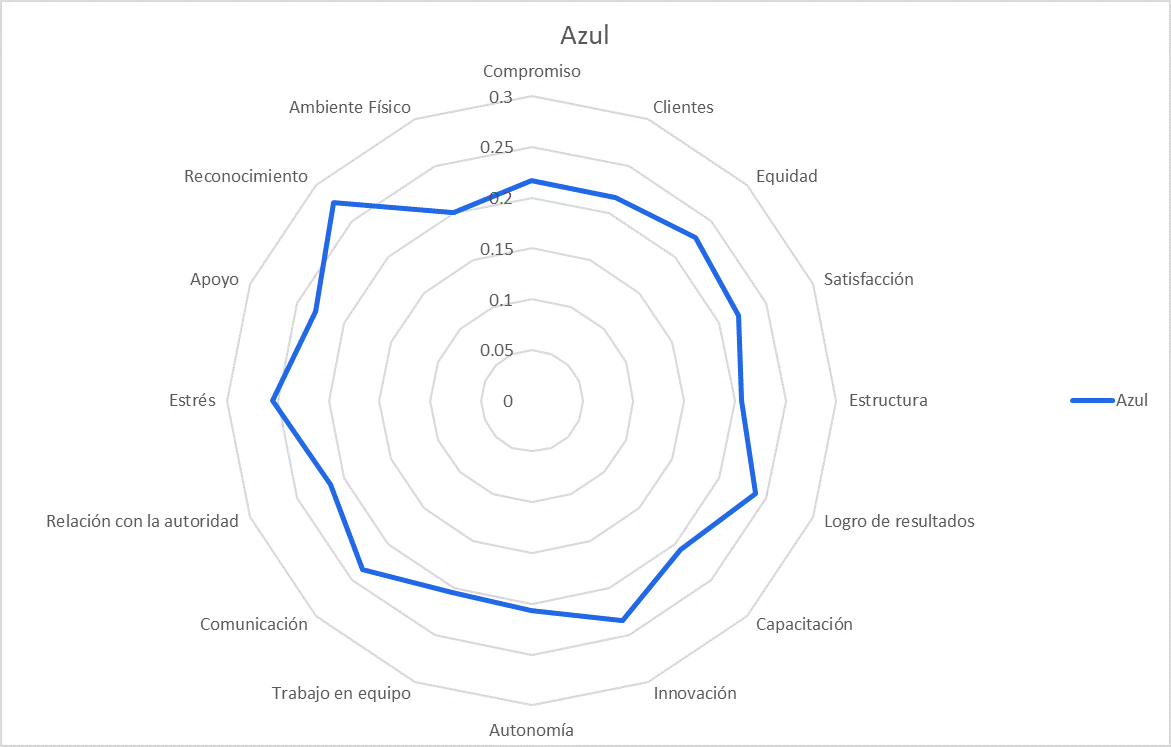 Azul
Compromiso
Clientes
Equidad
Satisfacción
Estructura
Logro de resultados
Capacitación
Innovación
Autonomía
Trabajo en equipo
Comunicación
Relación con la autoridad
Estrés
Apoyo
Reconocimiento
Ambiente Físico
0.3
0.25
0.2
0.15
0.1
0.05
0
Azul